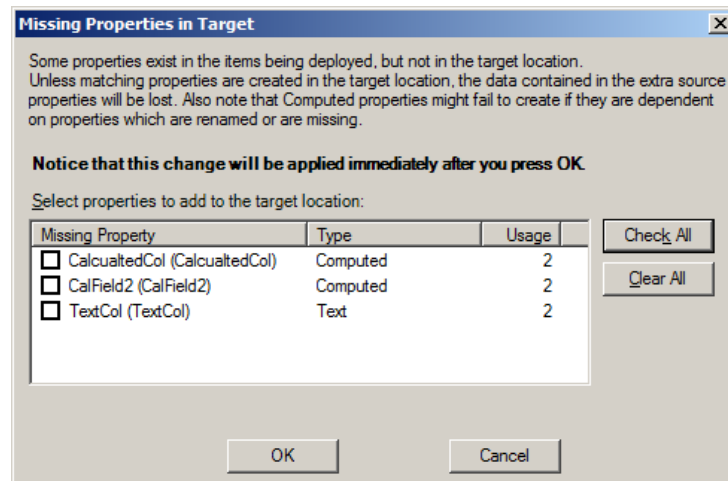 Missing Properties in Target
Some properties exist in the items being deployed, but not in the target location.
Unless matching properties are created in the target location, the data contained in the extra source
properties will be lost. Also note that Computed properties might fail to create if they are dependent
on properties which are renamed or are missing.
Notice that this change will be applied immediately after you press OK.
Select properties to add to the target location:
Missing Property Type Usage
CalcualtedCol (CalcualtedCol) Computed 2
CalField2 (CalField2) Computed 2
TextCol (TextCol) Text 2
Check All
Clear All
OK Cancel